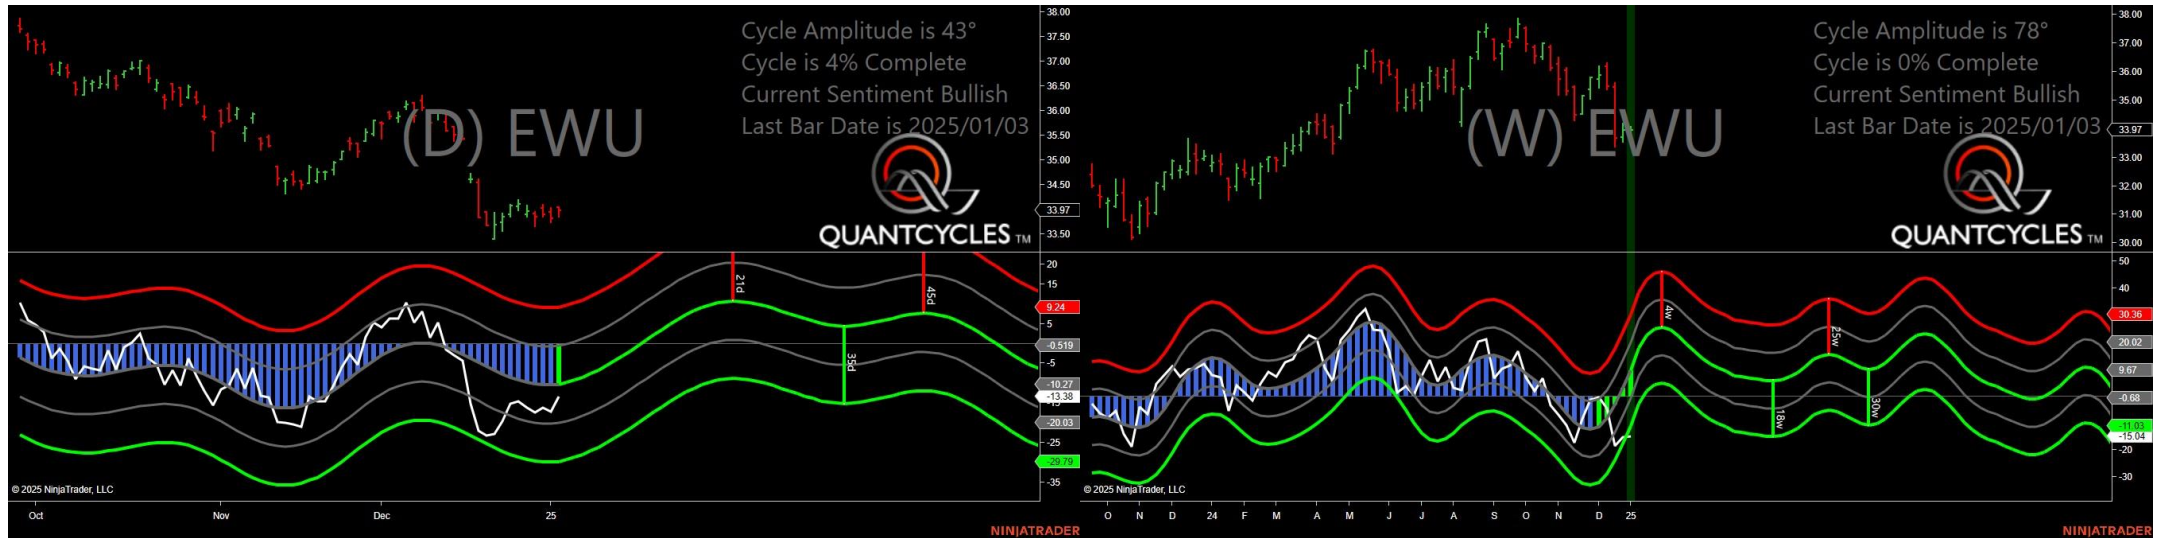 Cycle Amplitude is 43°
Cycle is 4% Complete
Current Sentiment Bullish
Last Bar Date is 2025/01/03
(D) EWU
QUANTCYCLES TM
38.00
37.50
37.00
36.50
36.00
35.50
35.00
34.50
33.97
33.50
21d
45d
35d
20
15
9.24
5
-0.519
-5
-10.27
-13.38
-20.03
-25
-29.79
-35
© 2025 NinjaTrader, LLC
Oct Nov Dec 25
NINJATRADER
Cycle Amplitude is 78°
Cycle is 0% Complete
Current Sentiment Bullish
Last Bar Date is 2025/01/03
(W) EWU
QUANTCYCLES TM
38.00
37.00
36.00
35.00
33.97
33.00
32.00
31.00
30.00
4w
25w
18w
30w
50
40
30.36
20.02
9.67
-0.68
-11.03
-15.04
-20
-30
© 2025 NinjaTrader, LLC
O N D 24 F M A M J J A S O N D 25
NINJATRADER